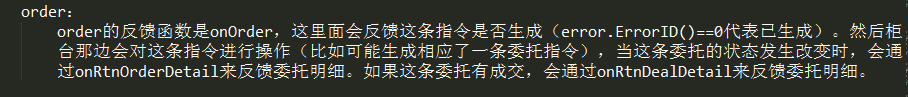 order:
order的反馈函数是onOrder，这里面会反馈这条指令是否生成（error.ErrorID()==0代表已生成）。然后柜
台那边会对这条指令进行操作（比如可能生成相应了一条委托指令），当这条委托的状态发生改变时，会通
过onRtnOrderDetail来反馈委托明细。如果这条委托有成交，会通过onRtnDealDetail来反馈委托明细。